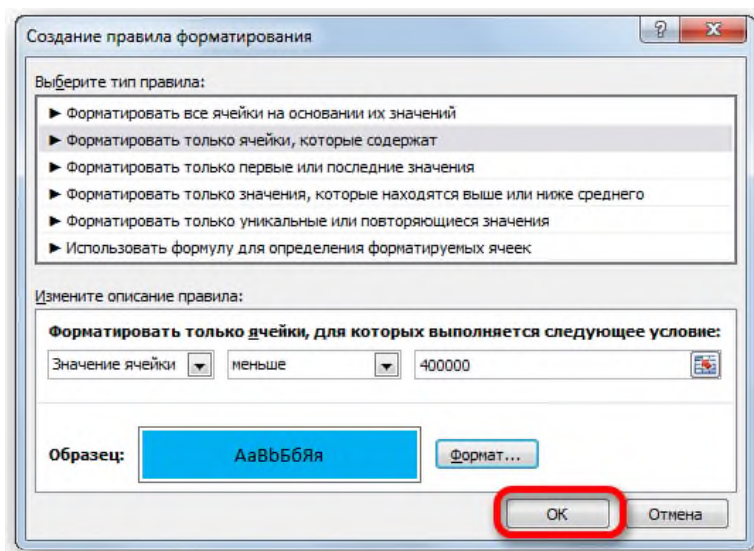 Создание правила форматирования
Выберите тип правила:
► Форматировать все ячейки на основании их значений
► Форматировать только ячейки, которые содержат
► Форматировать только первые или последние значения
► Форматировать только значения, которые находятся выше или ниже среднего
► Форматировать только уникальные или повторяющиеся значения
► Использовать формулу для определения форматируемых ячеек
Измените описание правила:
Форматировать только ячейки, для которых выполняется следующее условие:
Значение ячейки меньше 400000
Образец: АаВbБбЯя Формат...
ОК Отмена